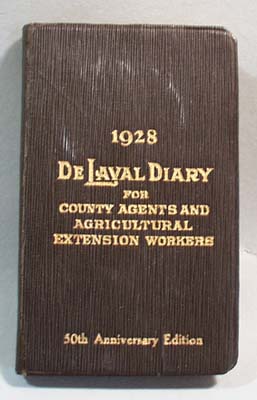 1928
DE LAVAL DIARY
FOR
COUNTY AGENTS AND
AGRICULTURAL
EXTENSION WORKERS
50th Anniversary Edition